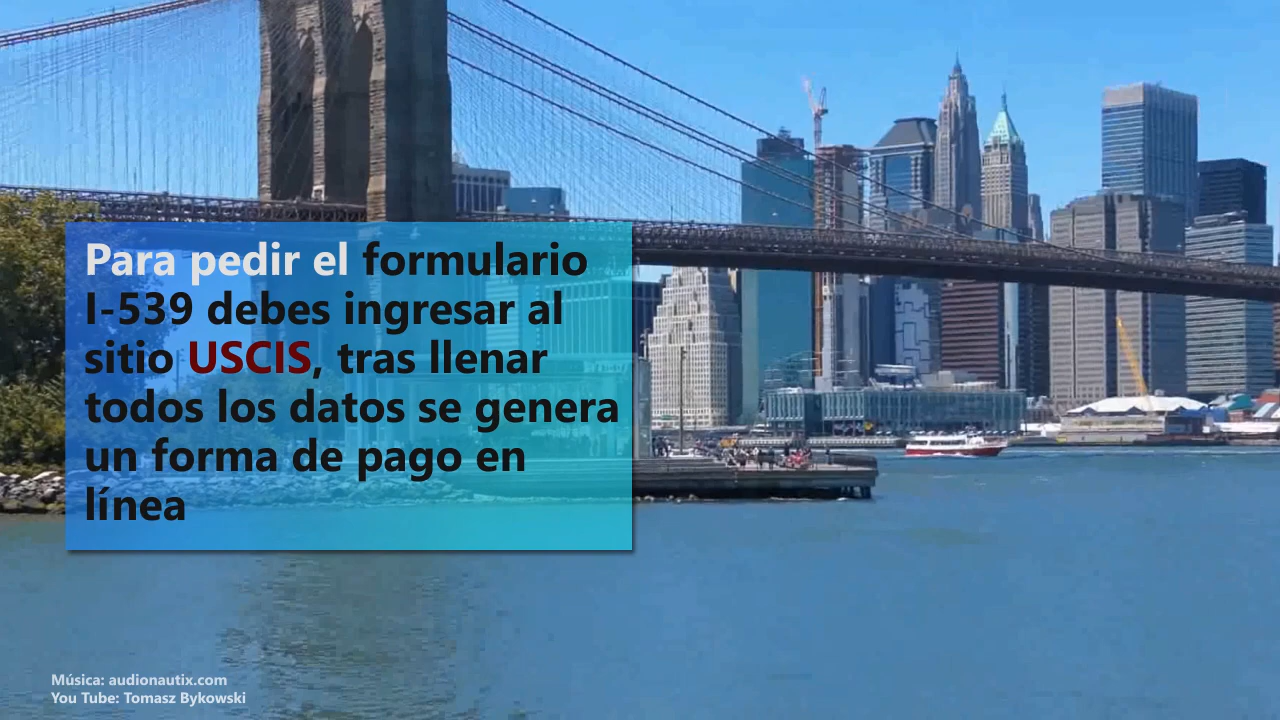 Para pedir el formulario
I-539 debes ingresar al
sitio USCIS, tras llenar
todos los datos se genera
un forma de pago en
línea
Música: audionautix.com
You Tube: Tomasz Bykowski